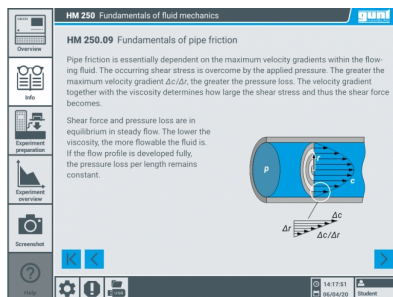 HM 250 Fundamentals of fluid mechanics
gunt
Overview
Info
Experiment
preparation
Experiment
overview
Screenshot
Help
HM 250.09 Fundamentals of pipe friction
Pipe friction is essentially dependent on the maximum velocity gradients within the flow-
ing fluid. The occurring shear stress is overcome by the applied pressure. The greater the
maximum velocity gradient Δc/Δr, the greater the pressure loss. The velocity gradient
together with the viscosity determines how large the shear stress and thus the shear force
becomes.
Shear force and pressure loss are in
equilibrium in steady flow. The lower the
viscosity, the more flowable the fluid is.
If the flow profile is developed fully,
the pressure loss per length remains
constant.
p
r
c
Δc
Δr
Δc/Δr
USB
14:17:51
06/04/20
Student